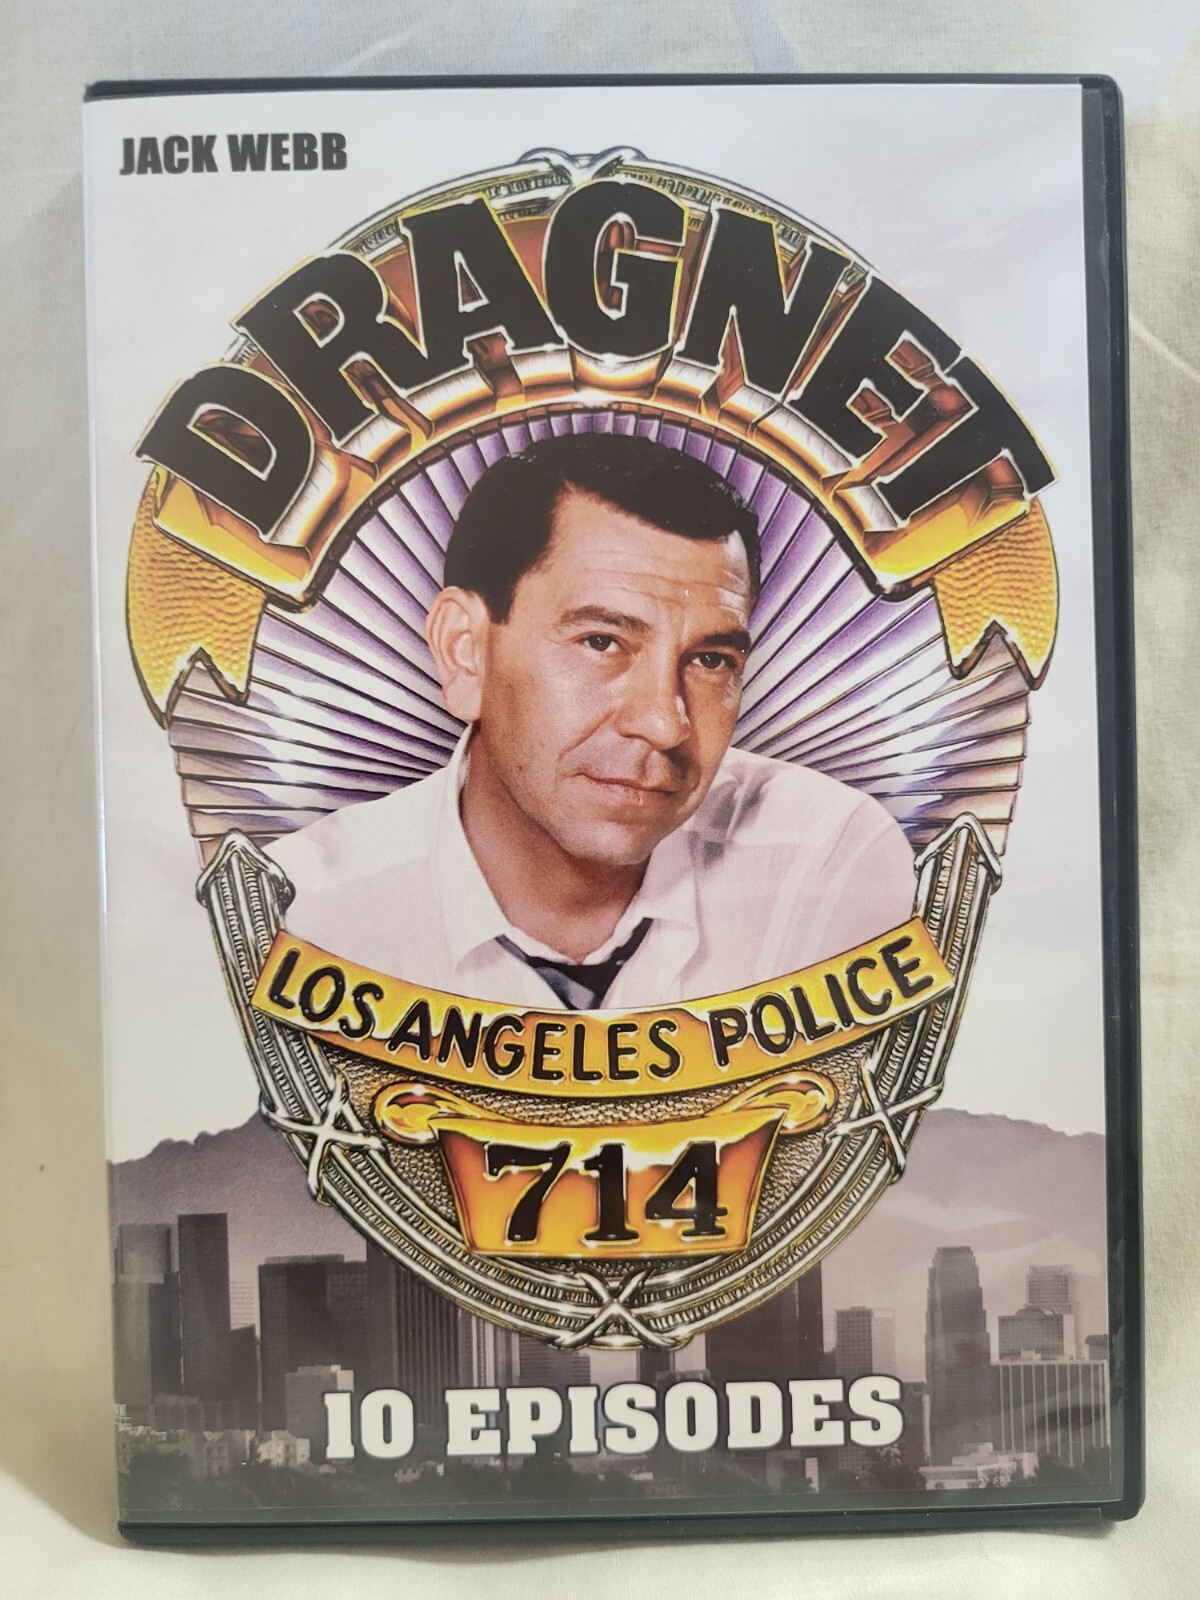 JACK WEBB
DRAGNET
LOS ANGELES POLICE
714
10 EPISODES